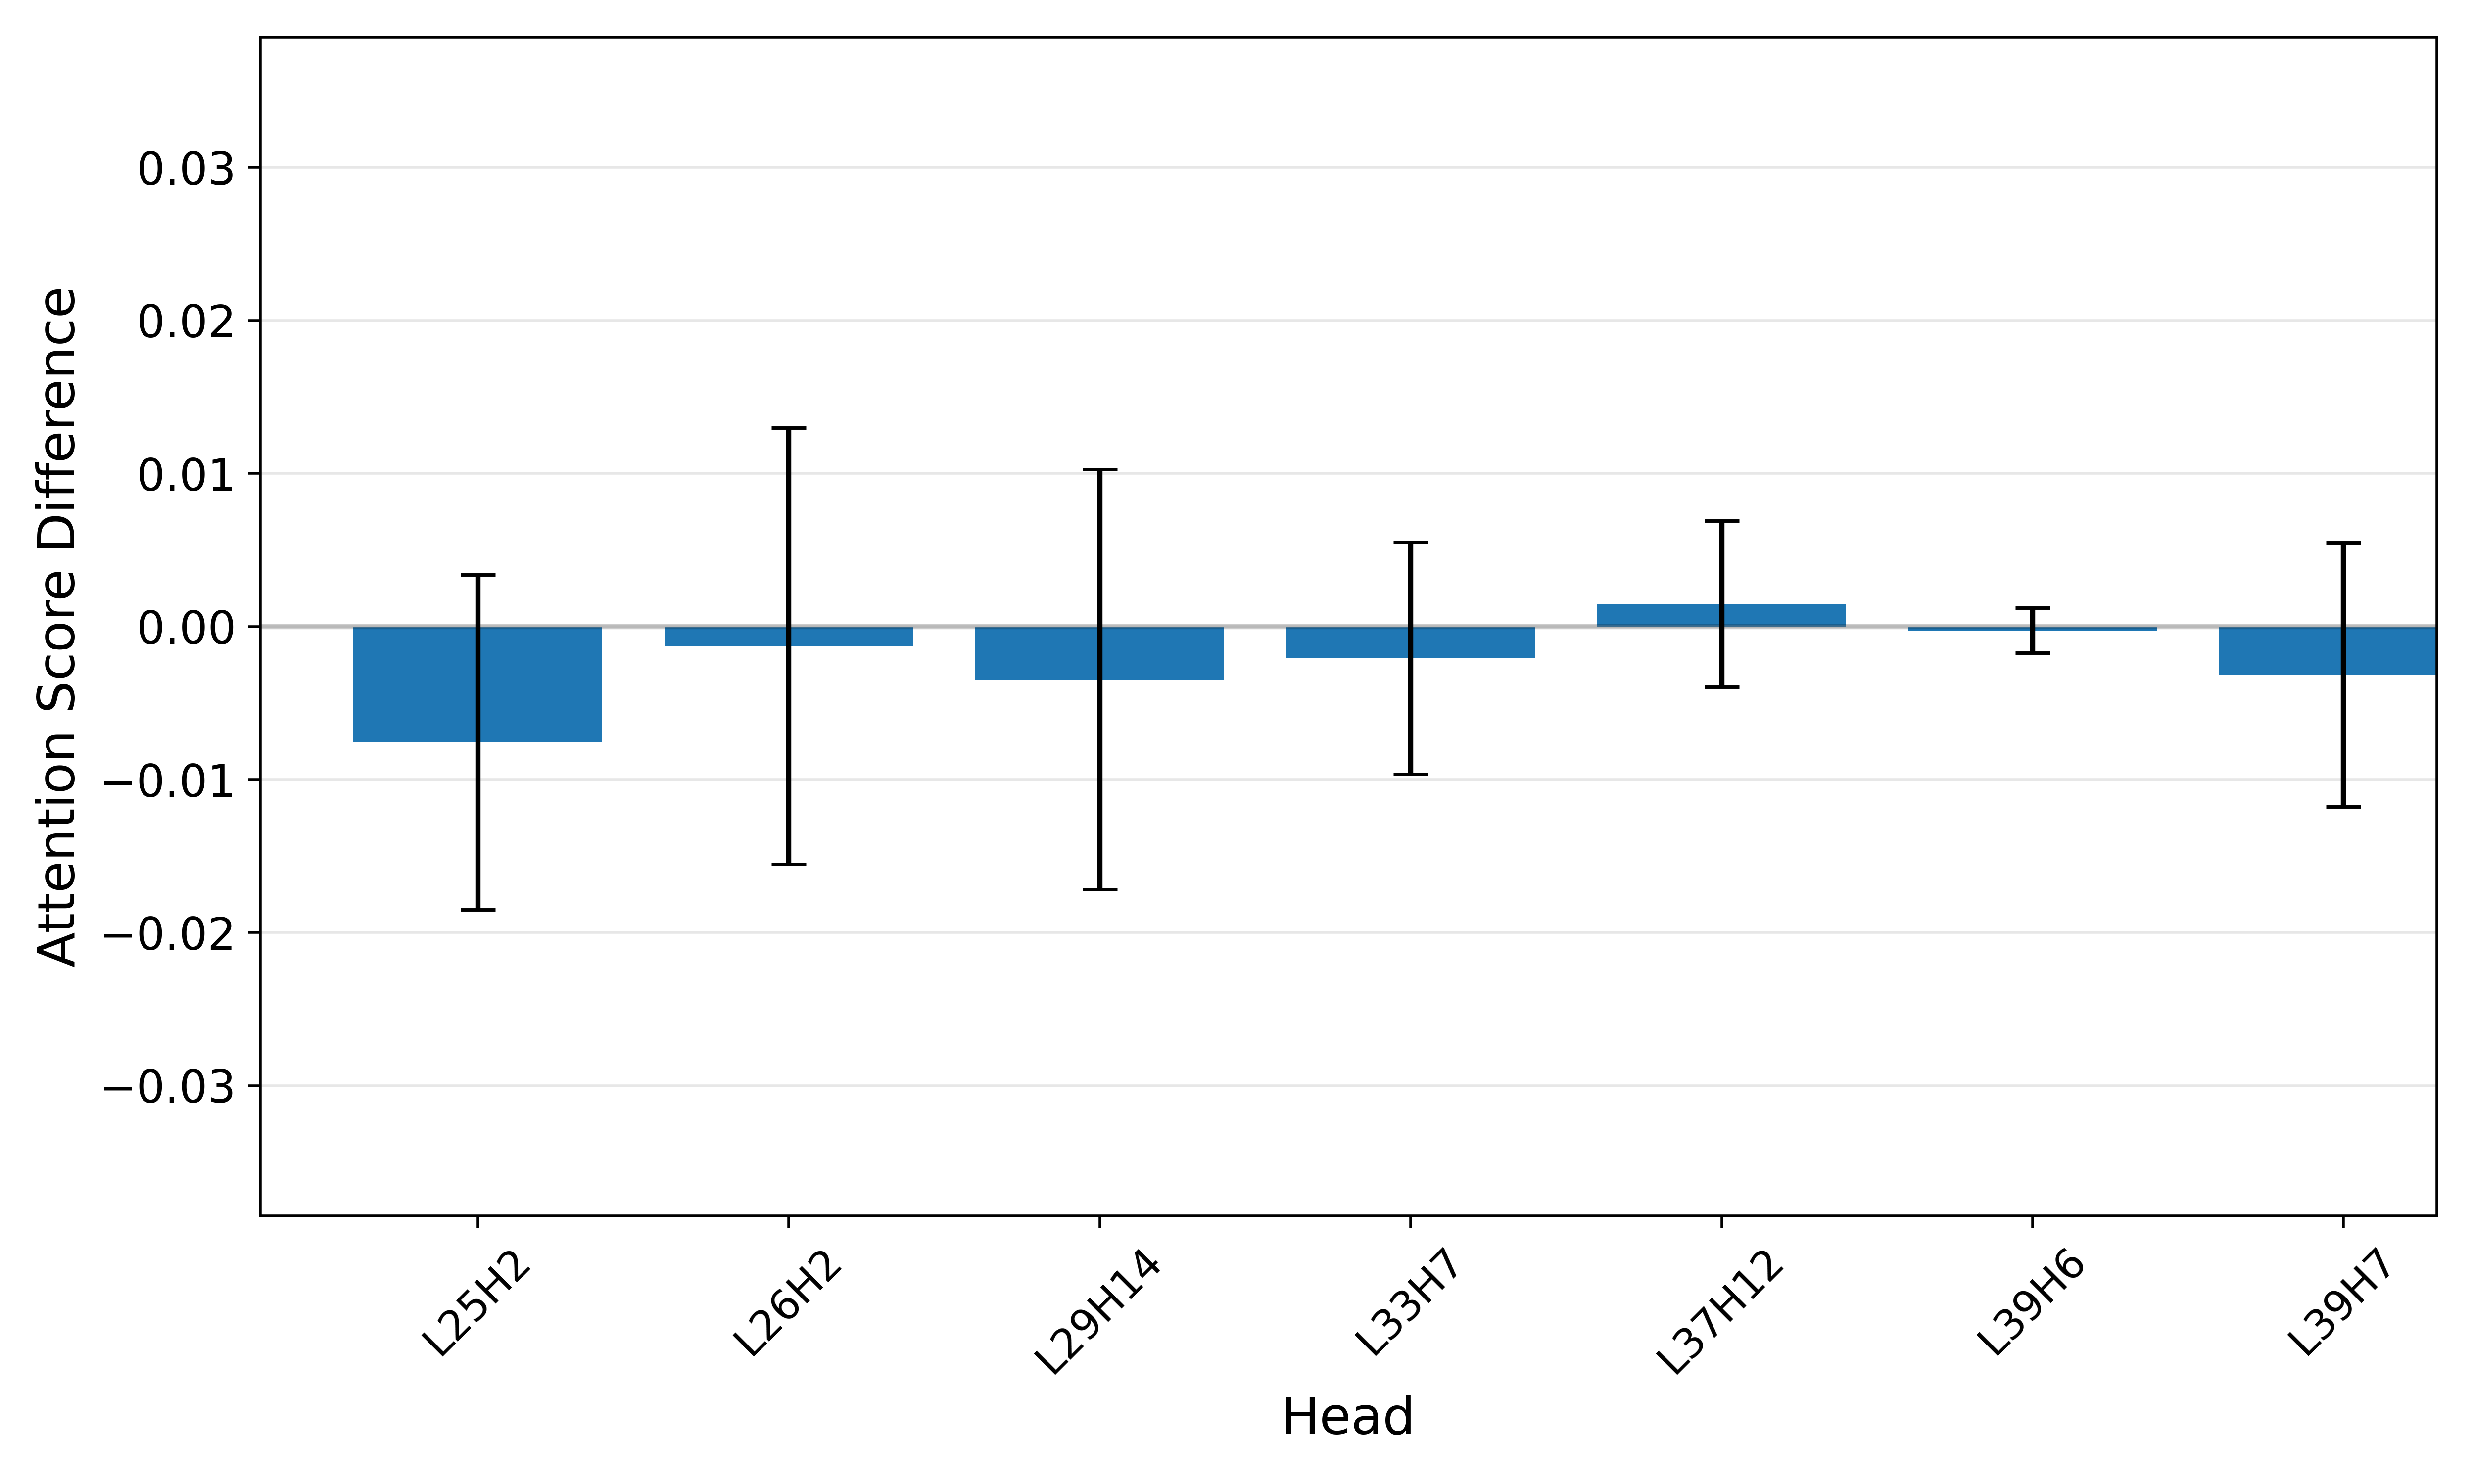 Attention Score Difference
0.03
0.02
0.01
0.00
−0.01
−0.02
−0.03
L25H2
L26H2
L29H14
L33H7
L37H12
L39H6
L39H7
Head